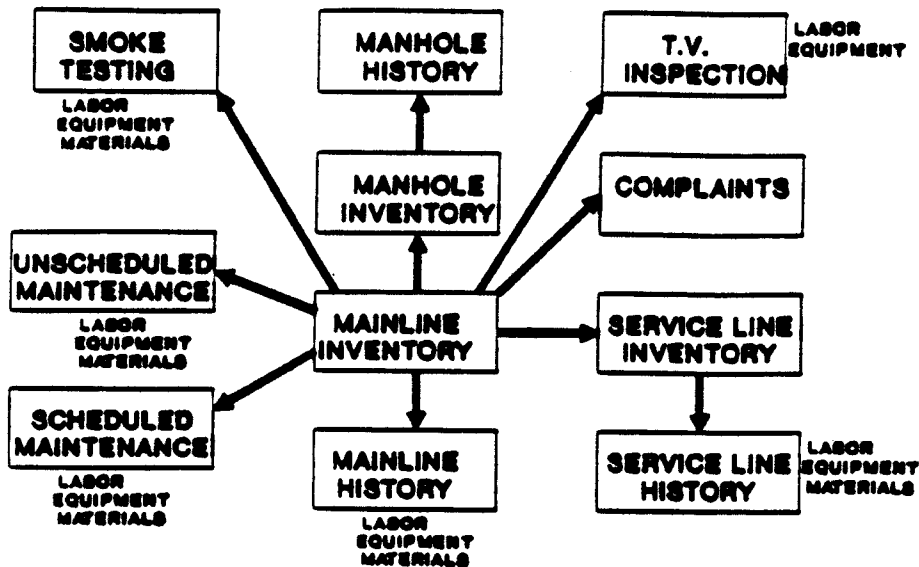 SMOKE
TESTING
LABOR
EQUIPMENT
MATERIALS
MANHOLE
HISTORY
T.V.
INSPECTION
LABOR
EQUIPMENT
MANHOLE
INVENTORY
COMPLAINTS
UNSCHEDULED
MAINTENANCE
LABOR
EQUIPMENT
MATERIALS
MAINLINE
INVENTORY
SERVICE LINE
INVENTORY
SCHEDULED
MAINTENANCE
LABOR
EQUIPMENT
MATERIALS
MAINLINE
HISTORY
LABOR
EQUIPMENT
MATERIALS
SERVICE LINE
HISTORY
LABOR
EQUIPMENT
MATERIALS